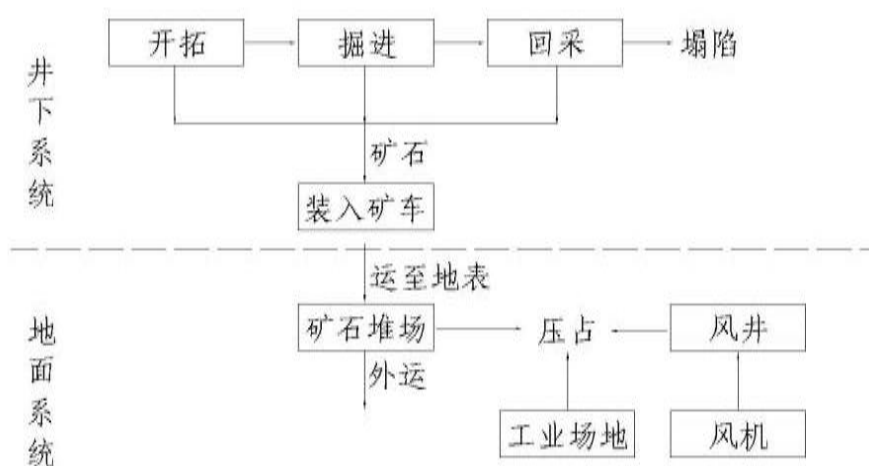 井下系统
开拓
掘进
回采
塌陷
矿石
装入矿车
运至地表
地面系统
矿石堆场
压占
风井
外运
工业场地
风机